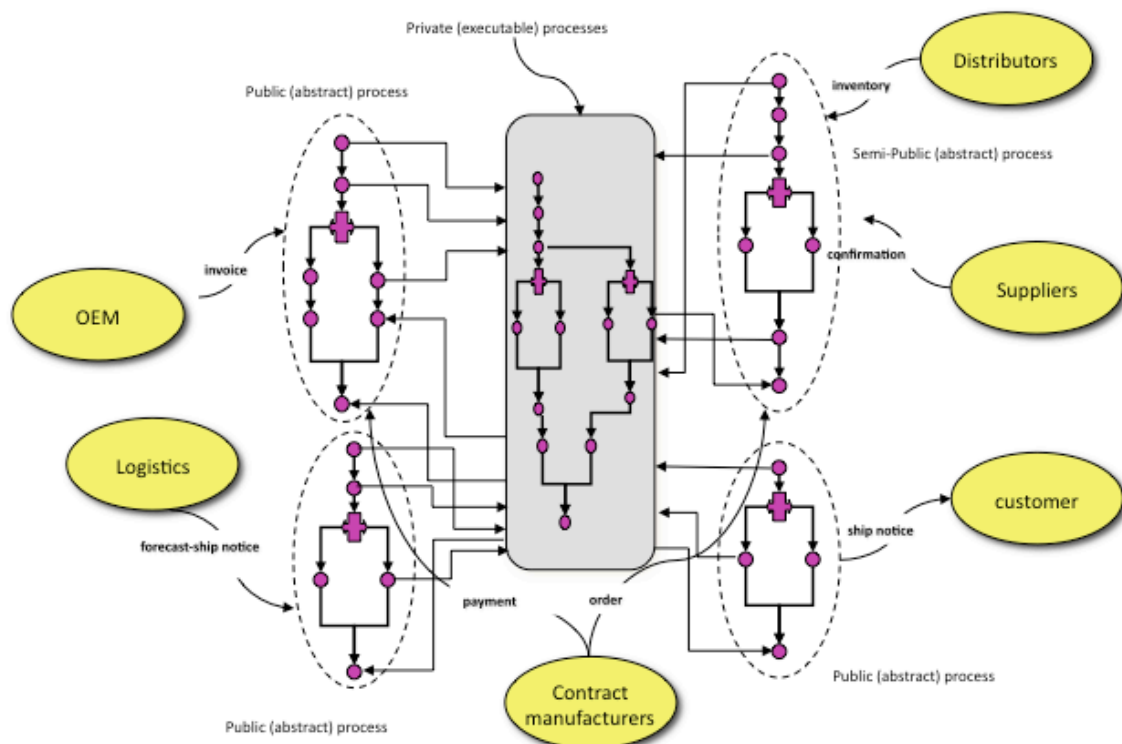 Private (executable) processes
Distributors
Public (abstract) process
inventory
Semi-Public (abstract) process
invoice
confirmation
OEM
Suppliers
Logistics
customer
forecast-ship notice
ship notice
payment
order
Contract
manufacturers
Public (abstract) process
Public (abstract) process